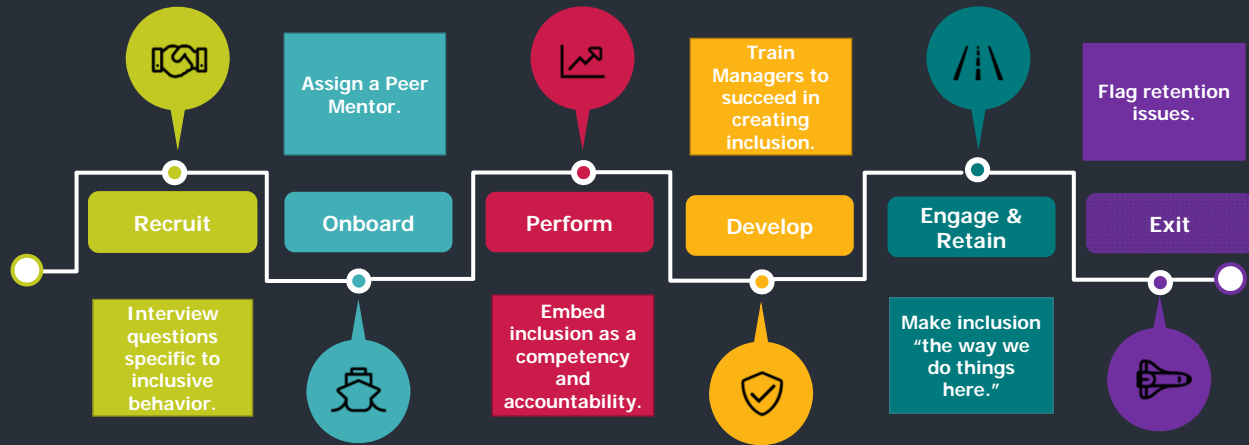 Recruit
Interview
questions
specific to
inclusive
behavior.
Assign a Peer
Mentor.
Onboard
Perform
Embed
inclusion as a
competency
and
accountability.
Train
Managers to
succeed in
creating
inclusion.
Develop
Engage &
Retain
Make inclusion
“the way we
do things
here.”
Flag retention
issues.
Exit